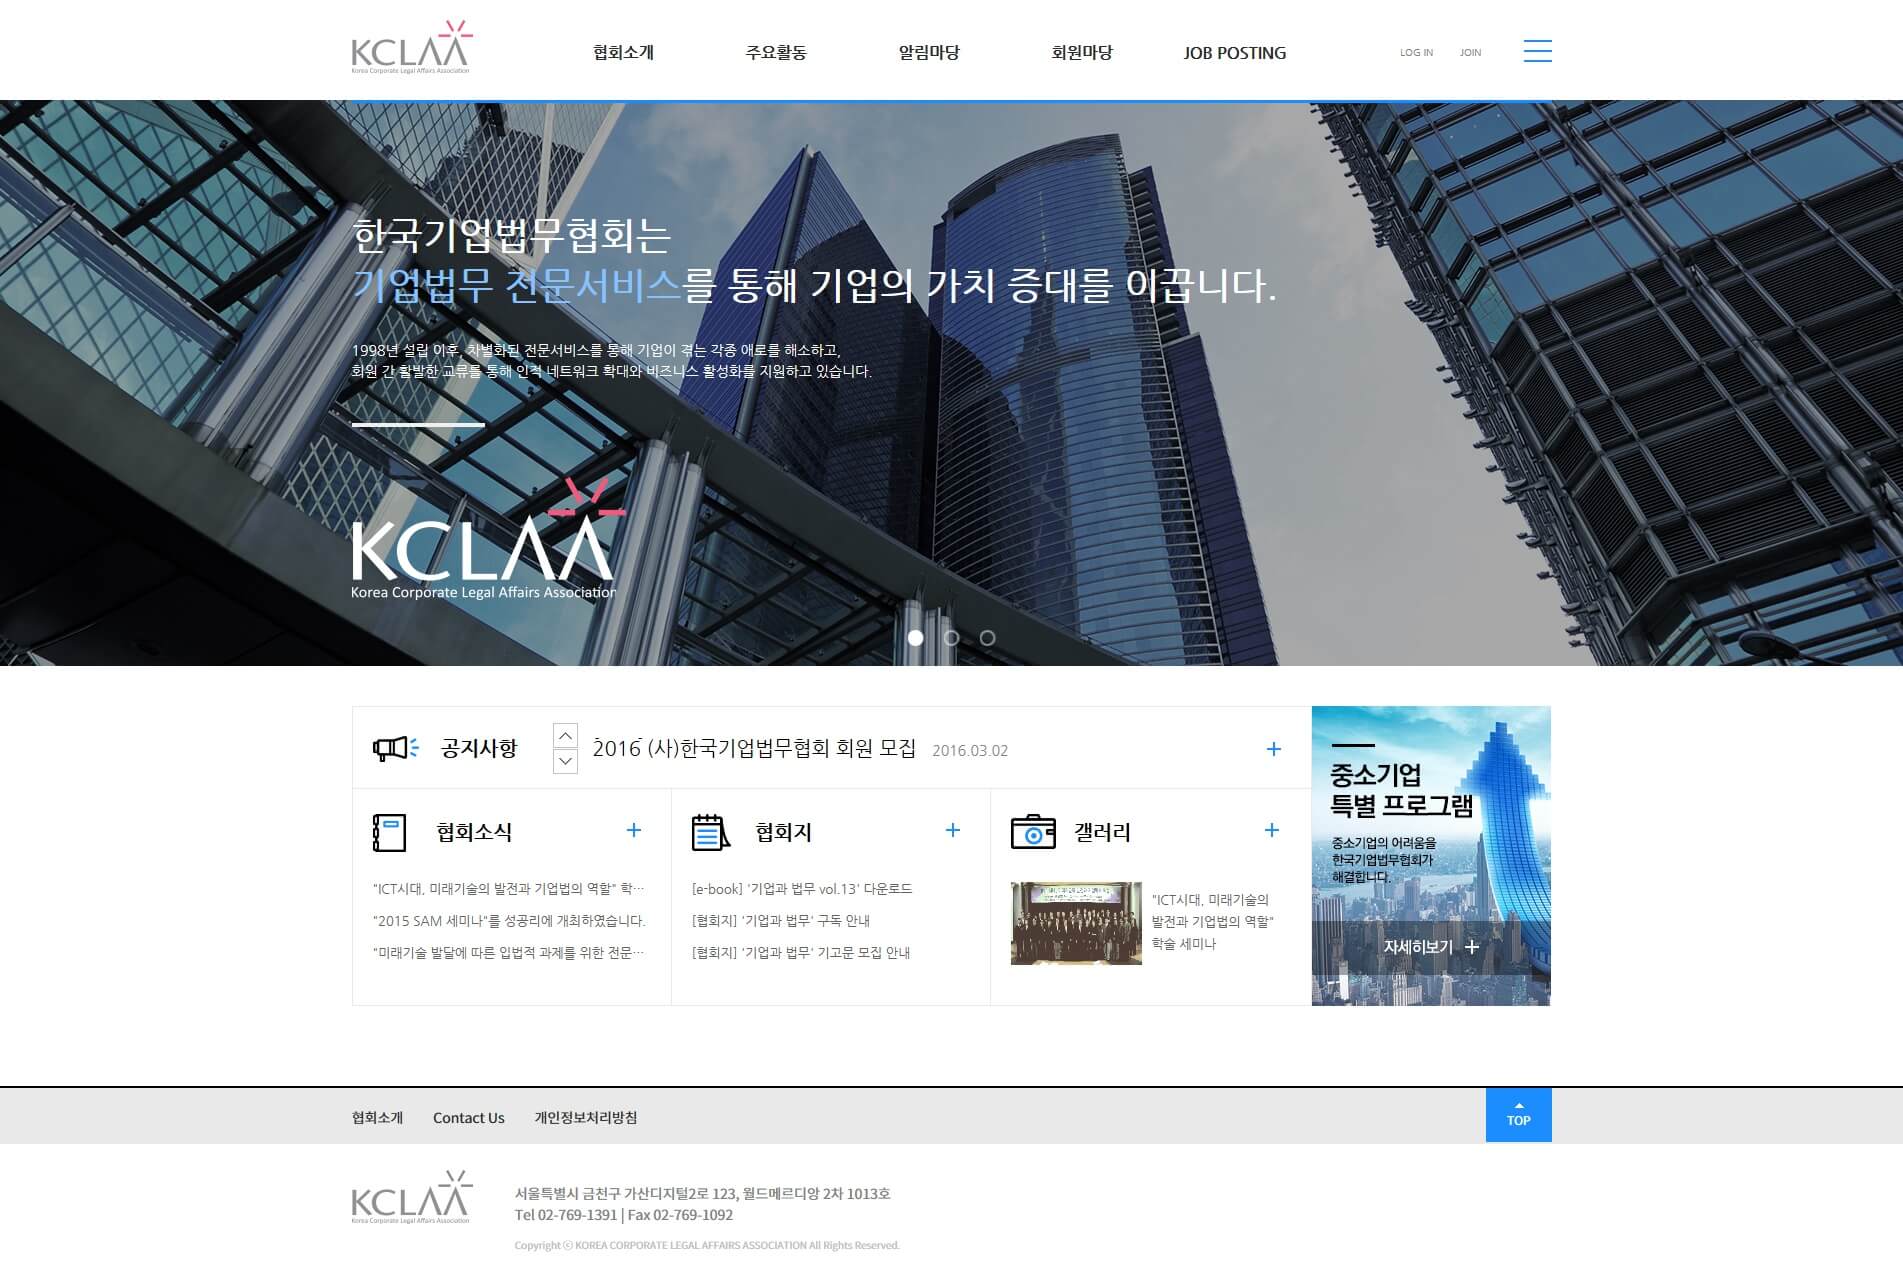 KCLAA
Korea Corporate Legal Affairs Association
협회소개
주요활동
알림마당
회원마당
JOB POSTING
LOG IN
JOIN
한국기업법무협회는
기업법무 전문서비스를 통해 기업의 가치 증대를 이끕니다.
1998년 설립 이후, 차별화된 전문서비스를 통해 기업이 겪는 각종 애로를 해소하고,
회원 간 활발한 교류를 통해 인적 네트워크 확대와 비즈니스 활성화를 지원하고 있습니다.
KCLAA
Korea Corporate Legal Affairs Association
공지사항
2016 (사)한국기업법무협회 회원 모집 2016.03.02
협회소식
"ICT시대, 미래기술의 발전과 기업법의 역할" 학…
"2015 SAM 세미나"를 성공리에 개최하였습니다.
"미래기술 발달에 따른 입법적 과제를 위한 전문…
협회지
[e-book] '기업과 법무 vol.13' 다운로드
[협회지] '기업과 법무' 구독 안내
[협회지] '기업과 법무' 기고문 모집 안내
갤러리
"ICT시대, 미래기술의
발전과 기업법의 역할"
학술 세미나
중소기업
특별 프로그램
중소기업의 어려움을
한국기업법무협회가
해결합니다.
자세히보기 +
협회소개
Contact Us
개인정보처리방침
TOP
KCLAA
Korea Corporate Legal Affairs Association
서울특별시 금천구 가산디지털2로 123, 월드메르디앙 2차 1013호
Tel 02-769-1391 | Fax 02-769-1092
Copyright ⓒ KOREA CORPORATE LEGAL AFFAIRS ASSOCIATION All Rights Reserved.